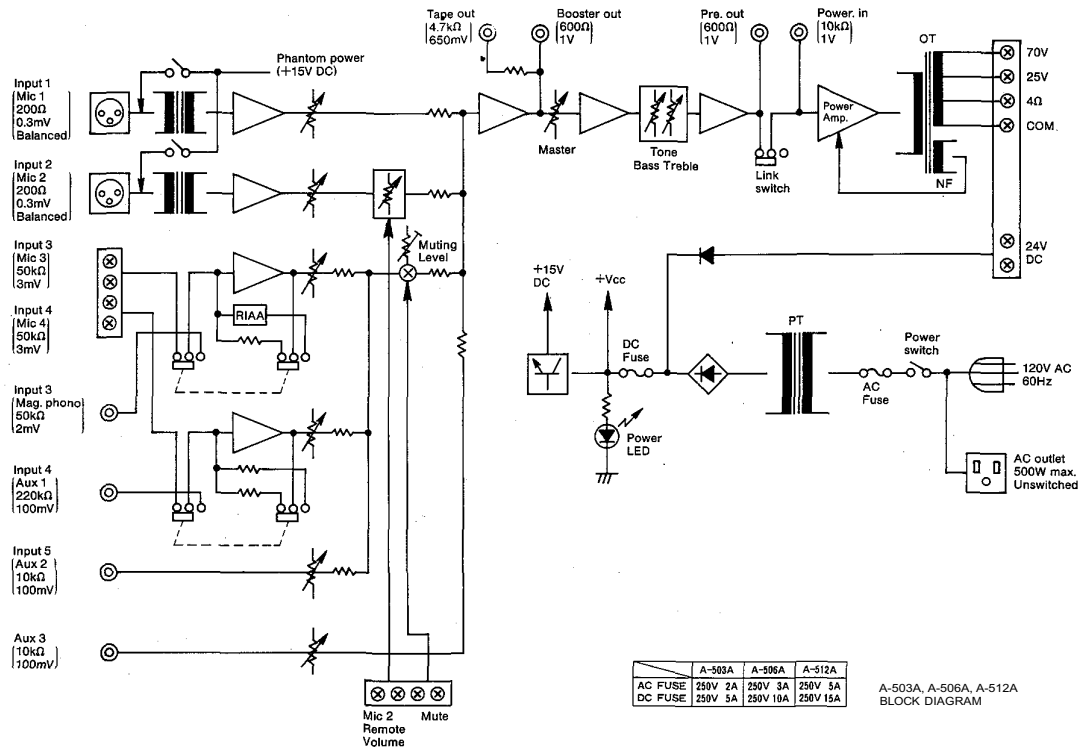 Tape out
4.7kΩ
650mV
Booster out
600Ω
1V
Pre. out
600Ω
1V
Power. in
10kΩ
1V
OT
70V
25V
4Ω
COM.
NF
Phantom power
(+15V DC)
Input 1
Mic 1
200Ω
0.3mV
Balanced
Input 2
Mic 2
200Ω
0.3mV
Balanced
Master
Tone
Bass Treble
Link
switch
Power
Amp.
Input 3
Mic 3
50kΩ
3mV
Muting
Level
RIAA
24V
DC
Input 4
Mic 4
50kΩ
3mV
+15V
DC
+Vcc
DC
Fuse
PT
Power
switch
AC
Fuse
120V AC
60Hz
Input 3
Mag. phono
50kΩ
2mV
Power
LED
AC outlet
500W max.
Unswitched
Input 4
Aux 1
220kΩ
100mV
Input 5
Aux 2
10kΩ
100mV
Aux 3
10kΩ
100mV
Mic 2
Remote
Volume
Mute
A-503A A-506A A-512A
AC FUSE 250V 2A 250V 3A 250V 5A
DC FUSE 250V 5A 250V 10A 250V 15A
A-503A, A-506A, A-512A
BLOCK DIAGRAM